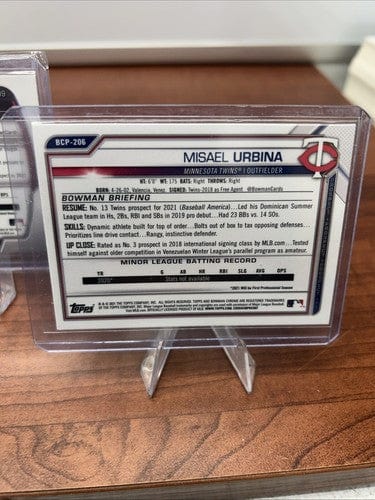 BCP-206
MISAEL URBINA
MINNESOTA TWINS® | OUTFIELDER
HT: 6'0" WT: 175 BATS: Right THROWS: Right
BORN: 4-26-02, Valencia, Venez. SIGNED: Twins-2018 as Free Agent @BowmanCards
BOWMAN BRIEFING
RESUME: No. 13 Twins prospect for 2021 (Baseball America)... Led his Dominican Summer
League team in Hs, 2Bs, RBI and SBs in 2019 pro debut... Had 23 BBs vs. 14 SOs.
SKILLS: Dynamic athlete built for top of order... Bolts out of box to tax opposing defenses...
Prioritizes line drive contact... Rangy, instinctive defender.
UP CLOSE: Rated as No. 3 prospect in 2018 international signing class by MLB.com... Tested
himself against older competition in Venezuelan Winter League's parallel program as amateur.
MINOR LEAGUE BATTING RECORD
YR G AB HR RBI SLG AVG OPS
2020* Stats not available
*2021 Will be First Professional Season
Topps